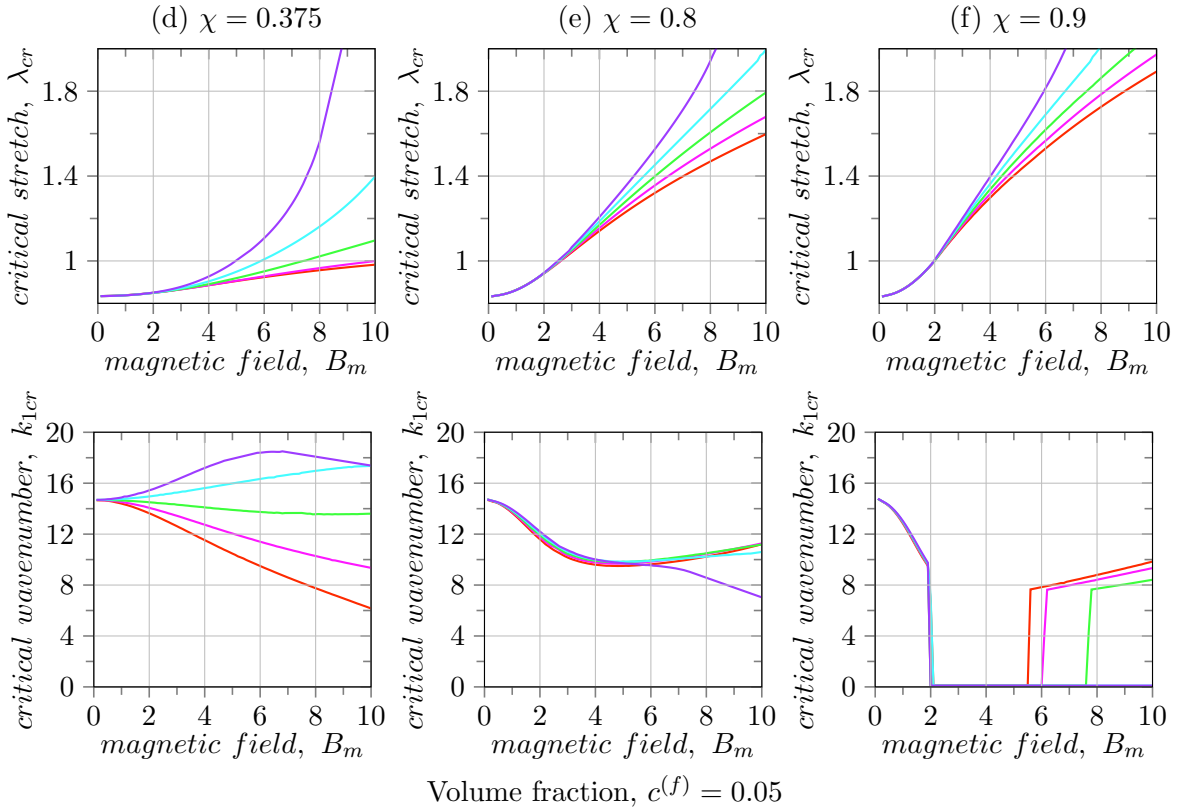 (d) χ = 0.375
(e) χ = 0.8
(f) χ = 0.9
critical stretch, λcr
1.8
1.4
1
0 2 4 6 8 10
magnetic field, Bm
critical stretch, λcr
1.8
1.4
1
0 2 4 6 8 10
magnetic field, Bm
critical stretch, λcr
1.8
1.4
1
0 2 4 6 8 10
magnetic field, Bm
critical wavenumber, k1cr
20
16
12
8
4
0
0 2 4 6 8 10
magnetic field, Bm
critical wavenumber, k1cr
20
16
12
8
4
0
0 2 4 6 8 10
magnetic field, Bm
critical wavenumber, k1cr
20
16
12
8
4
0
0 2 4 6 8 10
magnetic field, Bm
Volume fraction, c(f) = 0.05